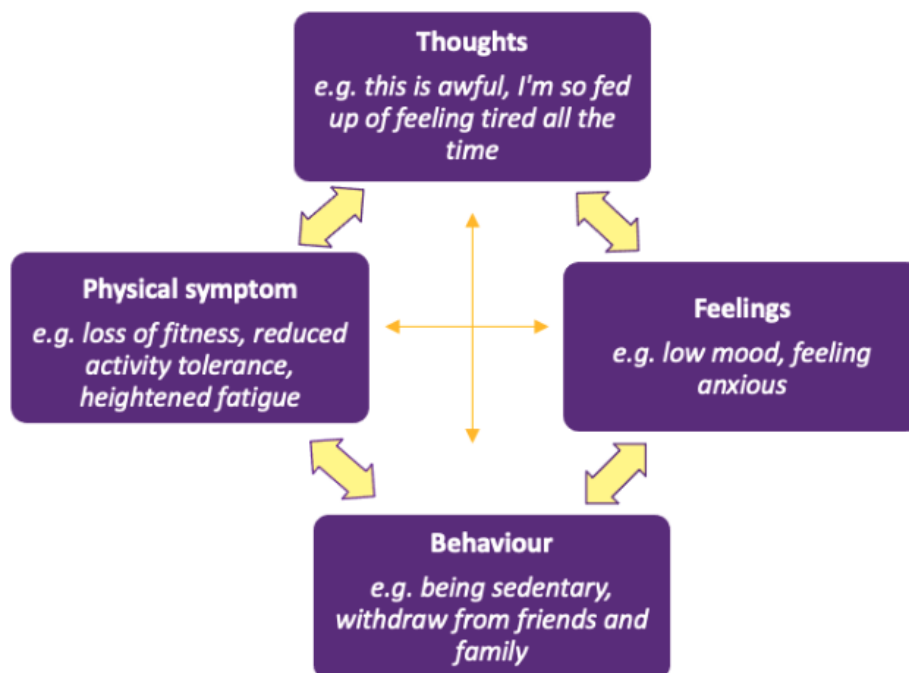 Thoughts
e.g. this is awful, I'm so fed
up of feeling tired all the
time
Physical symptom
e.g. loss of fitness, reduced
activity tolerance,
heightened fatigue
Feelings
e.g. low mood, feeling
anxious
Behaviour
e.g. being sedentary,
withdraw from friends and
family